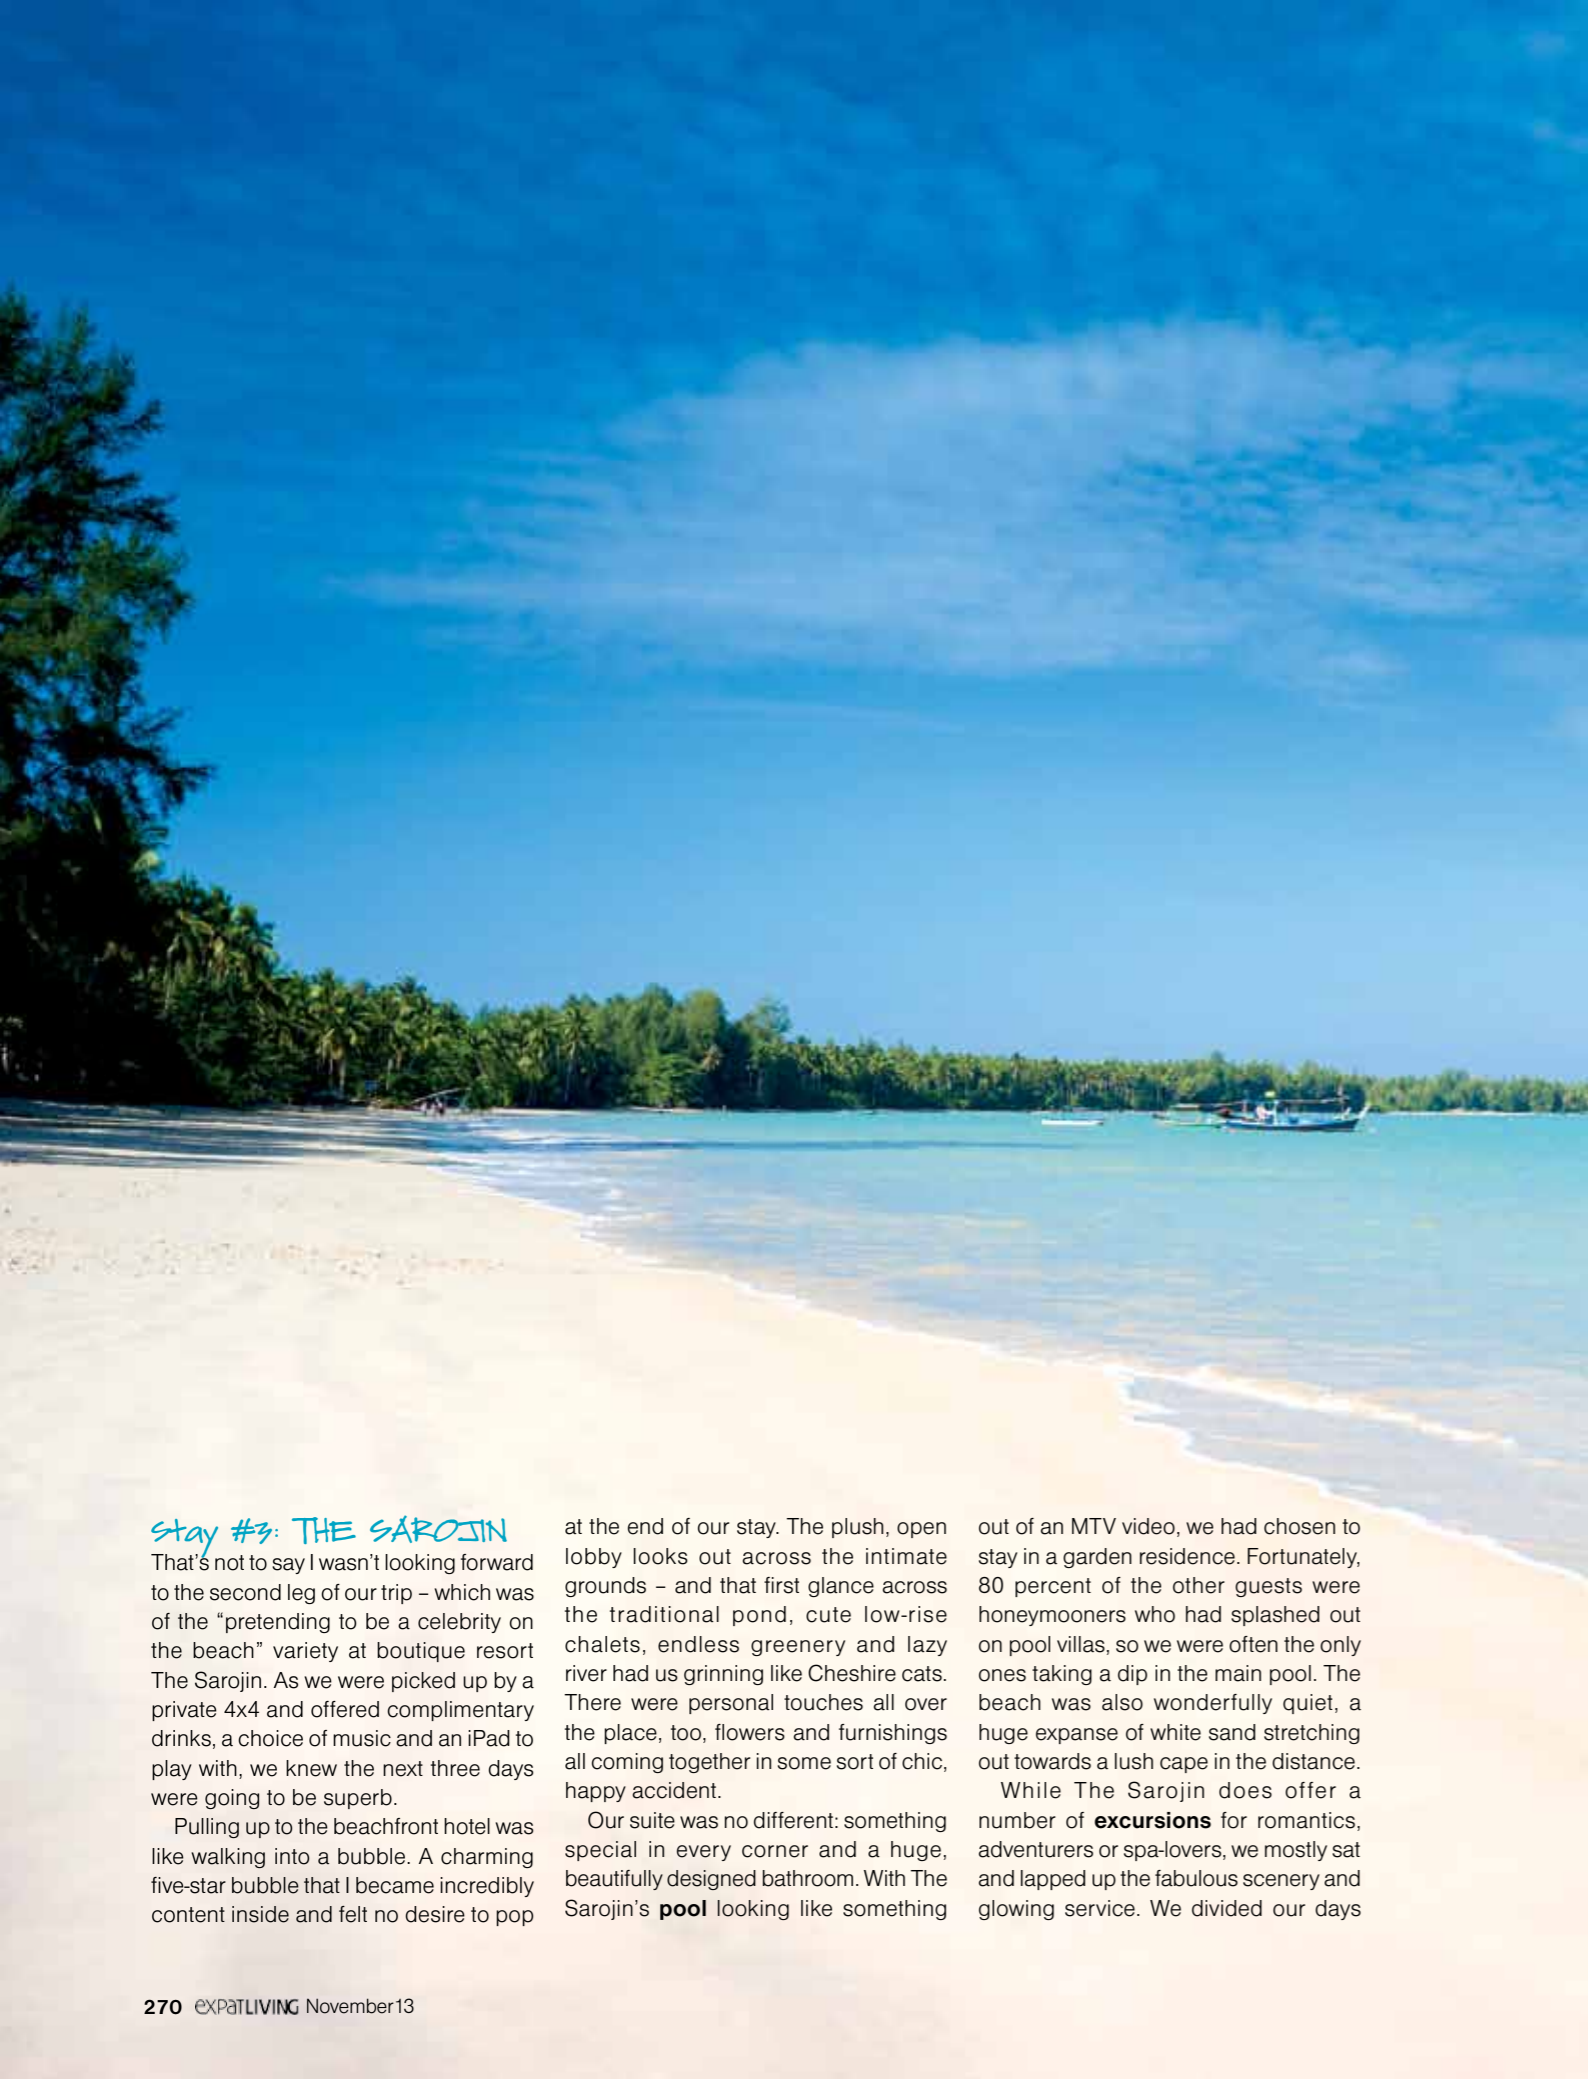 Stay #3: THE SAROJIN
That's not to say I wasn't looking forward
to the second leg of our trip – which was
of the “pretending to be a celebrity on
the beach” variety at boutique resort
The Sarojin. As we were picked up by a
private 4x4 and offered complimentary
drinks, a choice of music and an iPad to
play with, we knew the next three days
were going to be superb.
Pulling up to the beachfront hotel was
like walking into a bubble. A charming
five-star bubble that I became incredibly
content inside and felt no desire to pop
at the end of our stay. The plush, open
lobby looks out across the intimate
grounds – and that first glance across
the traditional pond, cute low-rise
chalets, endless greenery and lazy
river had us grinning like Cheshire cats.
There were personal touches all over
the place, too, flowers and furnishings
all coming together in some sort of chic,
happy accident.
Our suite was no different: something
special in every corner and a huge,
beautifully designed bathroom. With The
Sarojin's pool looking like something
out of an MTV video, we had chosen to
stay in a garden residence. Fortunately,
80 percent of the other guests were
honeymooners who had splashed out
on pool villas, so we were often the only
ones taking a dip in the main pool. The
beach was also wonderfully quiet, a
huge expanse of white sand stretching
out towards a lush cape in the distance.
While The Sarojin does offer a
number of excursions for romantics,
adventurers or spa-lovers, we mostly sat
and lapped up the fabulous scenery and
glowing service. We divided our days
270 expatLIVING November13